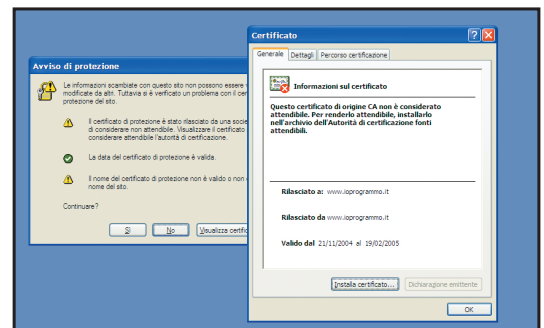 Avviso di protezione
Le informazioni scambiate con questo sito non possono essere
modificate da altri. Tuttavia si è verificato un problema con il
protezione del sito.
Il certificato di protezione è stato rilasciato da una
di considerare non attendibile. Visualizzare il certificato
considerare attendibile l'autorità di certificazione.
La data del certificato di protezione è valida.
Il nome del certificato di protezione non è valido o non
nome del sito.
Continuare?
Sì
No
Visualizza
Certificato
Generale
Dettagli
Percorso certificazione
Informazioni sul certificato
Questo certificato di origine CA non è considerato
attendibile. Per renderlo attendibile, installarlo
nell'archivio dell'Autorità di certificazione fonti
attendibili.
Rilasciato a: www.ioprogrammo.it
Rilasciato da www.ioprogrammo.it
Valido dal 21/11/2004 al 19/02/2005
Installa certificato...
Dichiarazione emittente
OK